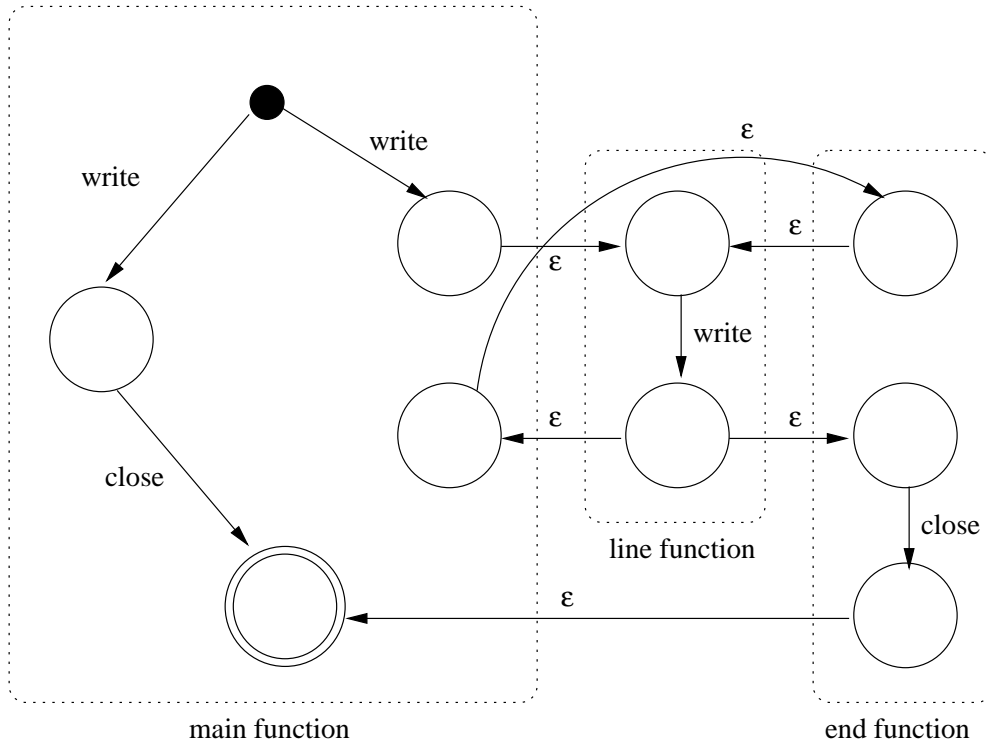 ε
write
write
ε
ε
write
ε
ε
close
close
line function
ε
main function
end function